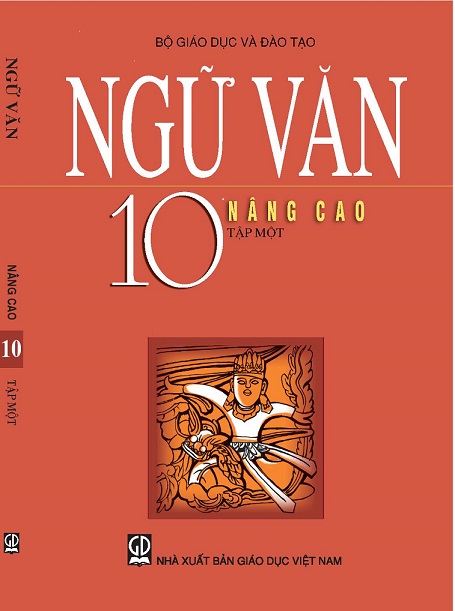 BỘ GIÁO DỤC VÀ ĐÀO TẠO
NGỮ VĂN
10
NÂNG CAO
TẬP MỘT
GD
NHÀ XUẤT BẢN GIÁO DỤC VIỆT NAM
NGỮ VĂN
NÂNG CAO
10
TẬP MỘT
GD